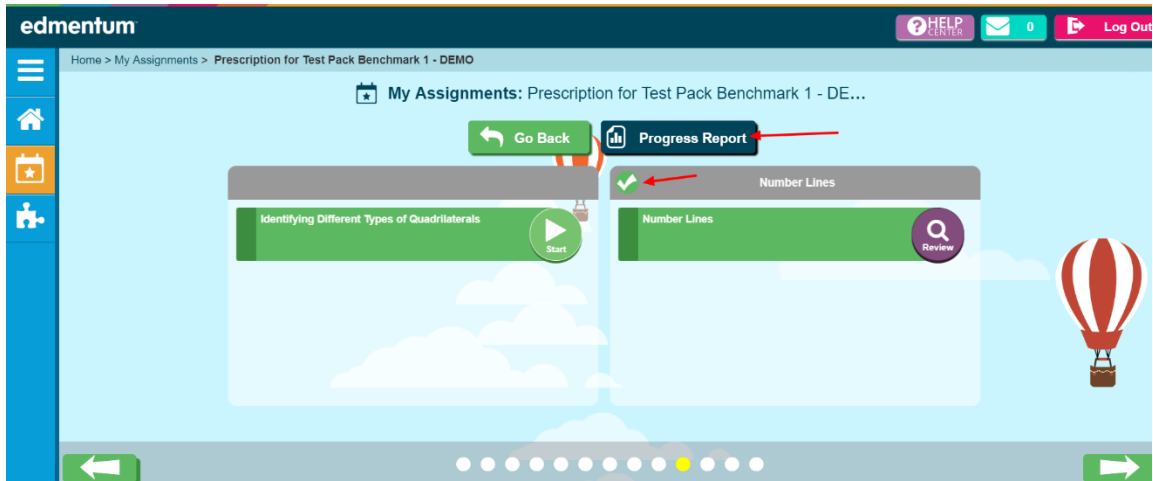 edmentum
HELP CENTER
0
Log Out
Home > My Assignments > Prescription for Test Pack Benchmark 1 - DEMO
My Assignments: Prescription for Test Pack Benchmark 1 - DE...
Go Back
Progress Report
Number Lines
Identifying Different Types of Quadrilaterals
Start
Number Lines
Review